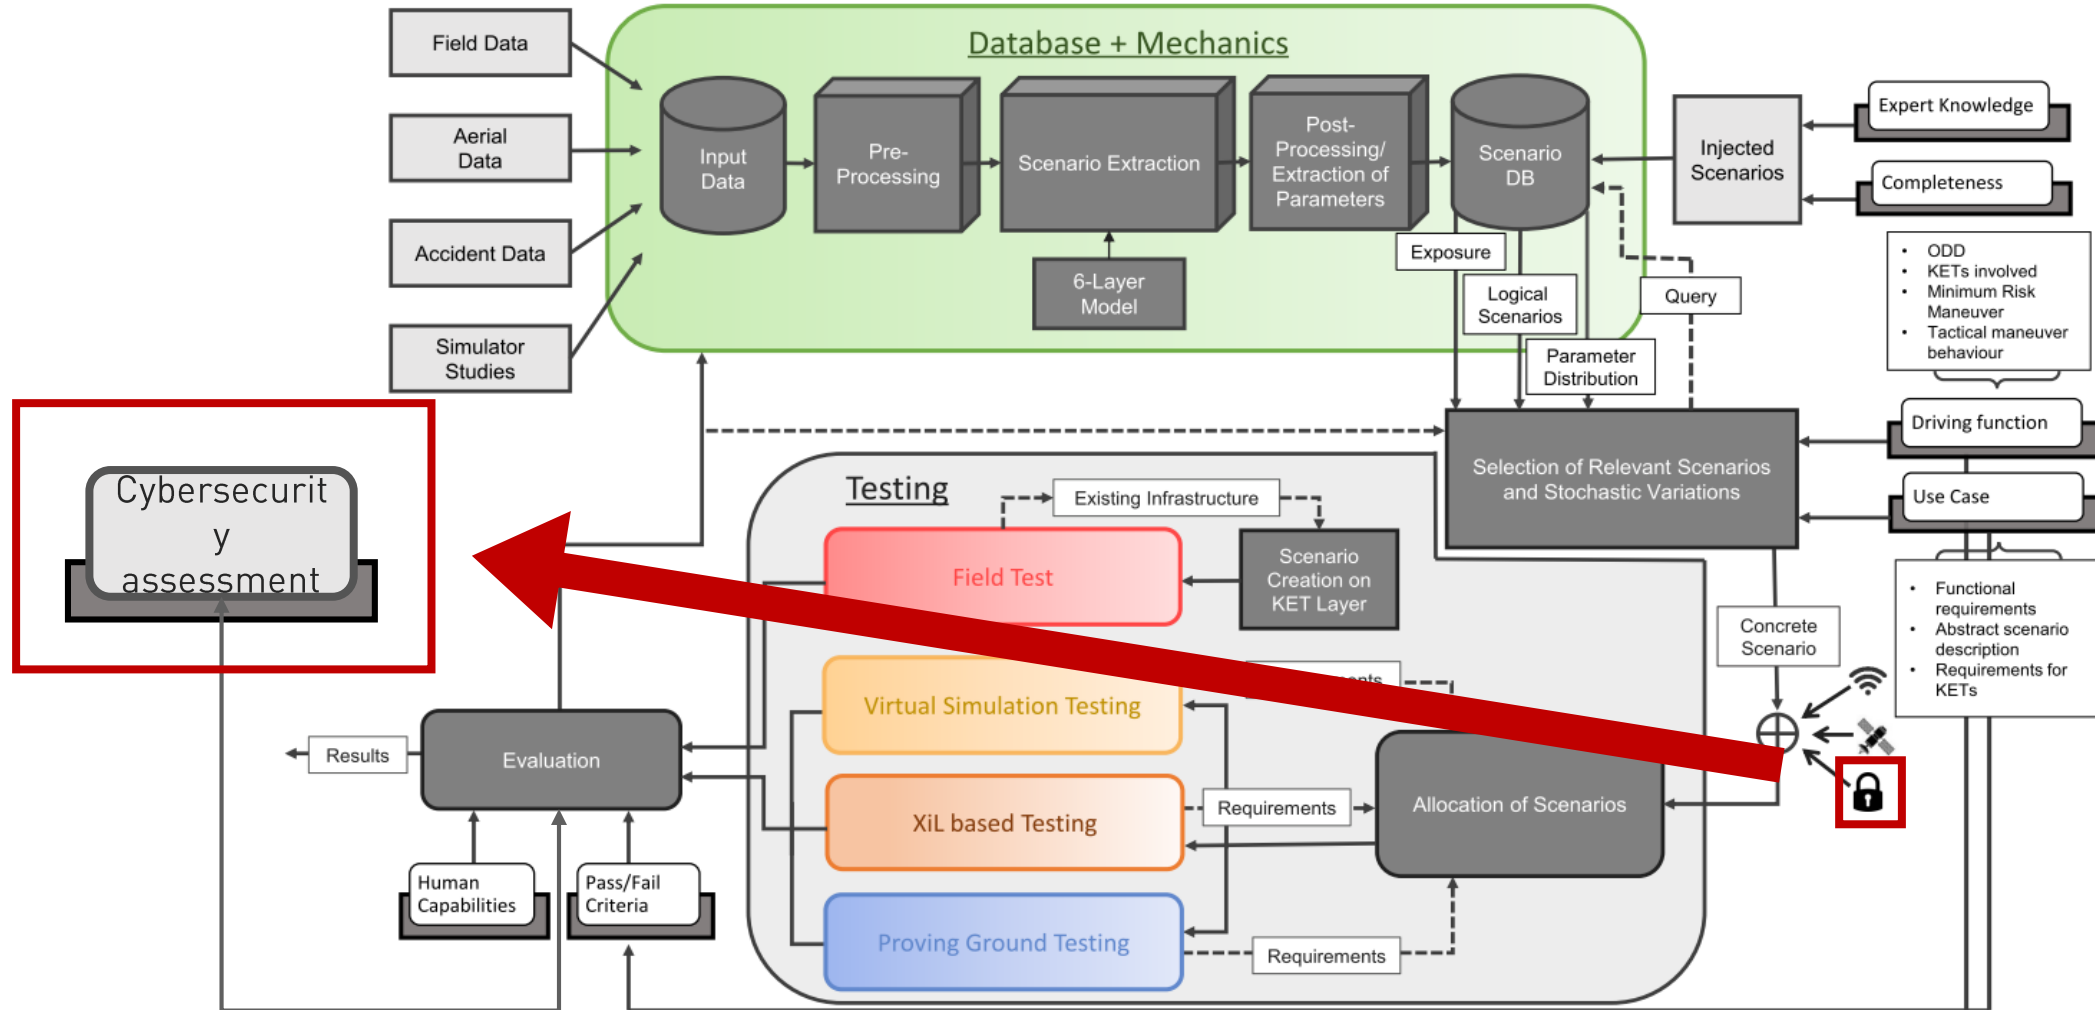 Field Data
Aerial
Data
Accident Data
Simulator
Studies
Database + Mechanics
Input
Data
Pre-
Processing
Scenario Extraction
6-Layer
Model
Post-
Processing/
Extraction of
Parameters
Scenario
DB
Injected
Scenarios
Expert Knowledge
Completeness
Exposure
Logical
Scenarios
Parameter
Distribution
Query
• ODD
• KETs involved
• Minimum Risk
Maneuver
• Tactical maneuver
behaviour
Driving function
Use Case
• Functional
requirements
• Abstract scenario
description
• Requirements for
KETs
Selection of Relevant Scenarios
and Stochastic Variations
Concrete
Scenario
Cybersecurit
y
assessment
Testing
Existing Infrastructure
Field Test
Scenario
Creation on
KET Layer
Virtual Simulation Testing
XiL based Testing
Requirements
Allocation of Scenarios
Proving Ground Testing
Requirements
Results
Evaluation
Human
Capabilities
Pass/Fail
Criteria